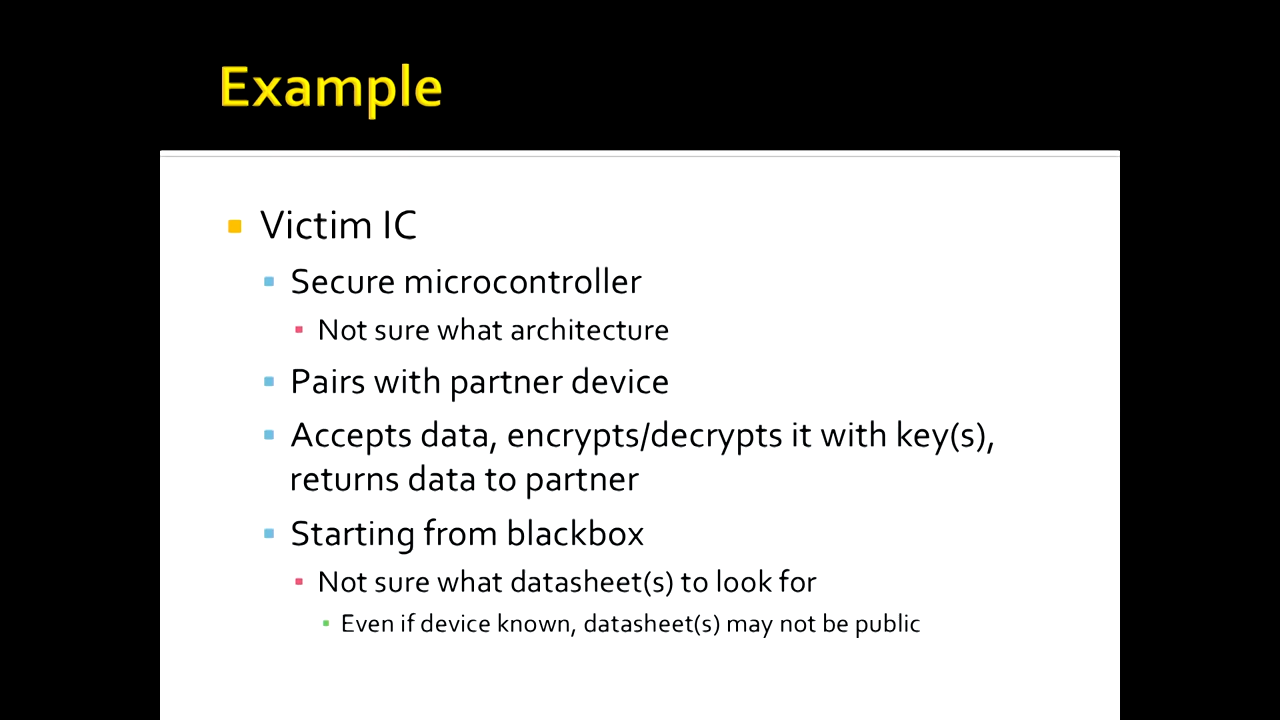 Example
Victim IC
Secure microcontroller
Not sure what architecture
Pairs with partner device
Accepts data, encrypts/decrypts it with key(s),
returns data to partner
Starting from blackbox
Not sure what datasheet(s) to look for
Even if device known, datasheet(s) may not be public